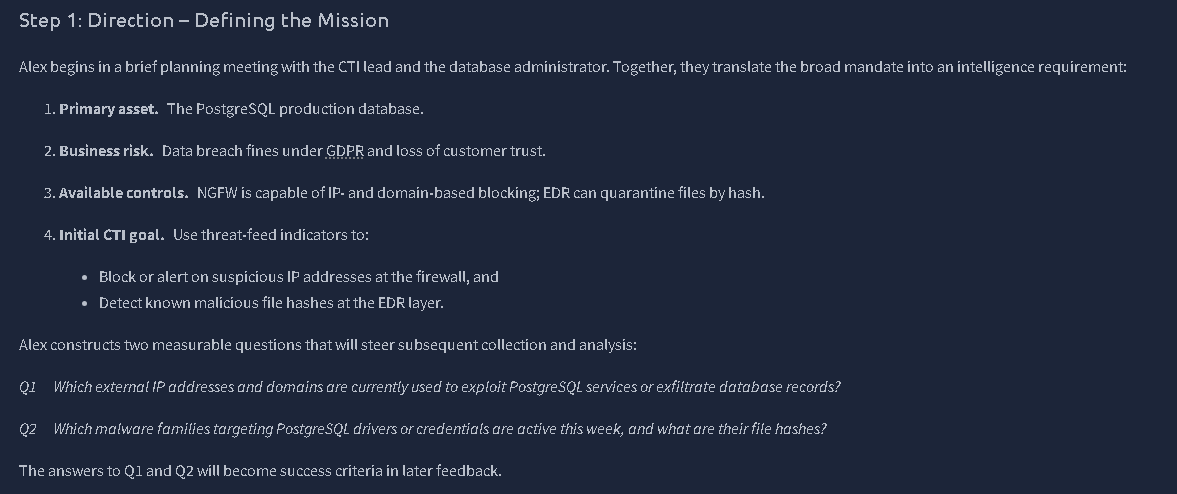 Step 1: Direction – Defining the Mission
Alex begins in a brief planning meeting with the CTI lead and the database administrator. Together, they translate the broad mandate into an intelligence requirement:
1. Primary asset. The PostgreSQL production database.
2. Business risk. Data breach fines under GDPR and loss of customer trust.
3. Available controls. NGFW is capable of IP- and domain-based blocking; EDR can quarantine files by hash.
4. Initial CTI goal. Use threat-feed indicators to:
• Block or alert on suspicious IP addresses at the firewall, and
• Detect known malicious file hashes at the EDR layer.
Alex constructs two measurable questions that will steer subsequent collection and analysis:
Q1 Which external IP addresses and domains are currently used to exploit PostgreSQL services or exfiltrate database records?
Q2 Which malware families targeting PostgreSQL drivers or credentials are active this week, and what are their file hashes?
The answers to Q1 and Q2 will become success criteria in later feedback.